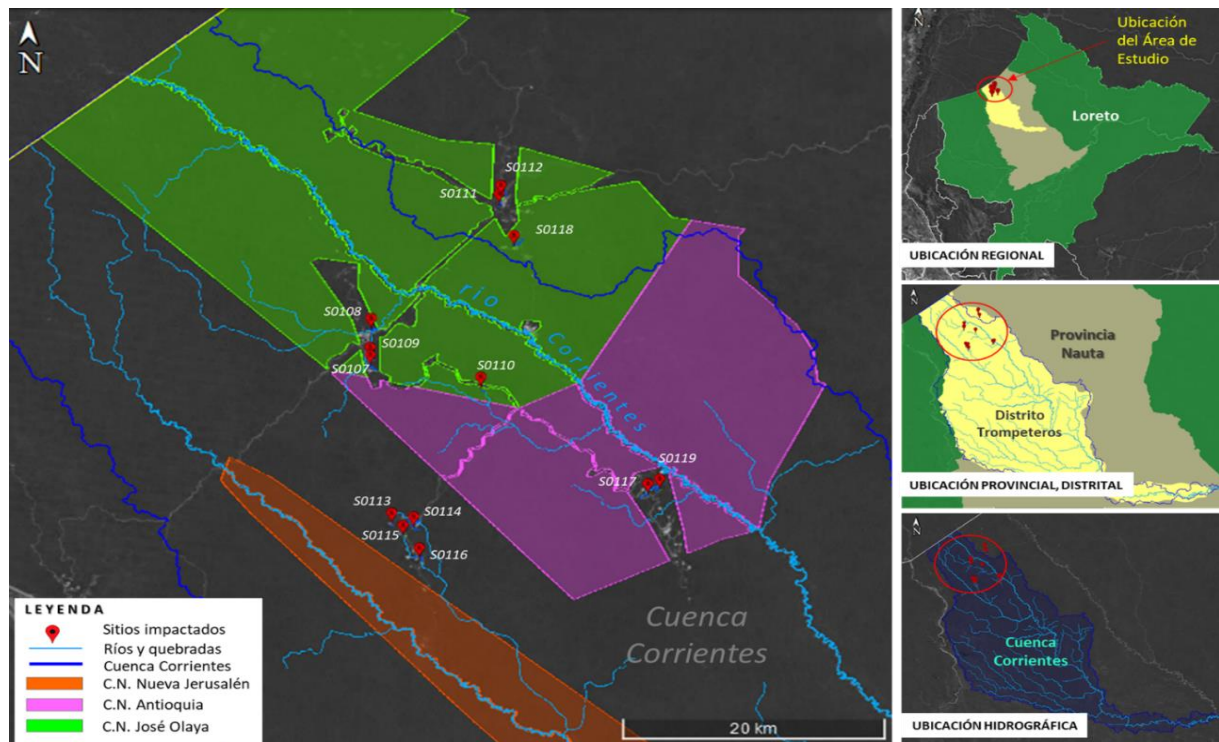 N
S0112
S0111
S0118
río Corrientes
S0108
S0109
S0107
S0110
S0119
S0117
S0113
S0114
S0115
S0116
Cuenca
Corrientes
20 km
LEYENDA
Sitios impactados
Ríos y quebradas
Cuenca Corrientes
C.N. Nueva Jerusalén
C.N. Antioquia
C.N. José Olaya
N
Ubicación
del Área de
Estudio
Loreto
UBICACIÓN REGIONAL
N
Provincia
Nauta
Distrito
Trompeteros
UBICACIÓN PROVINCIAL, DISTRITAL
N
Cuenca
Corrientes
UBICACIÓN HIDROGRÁFICA